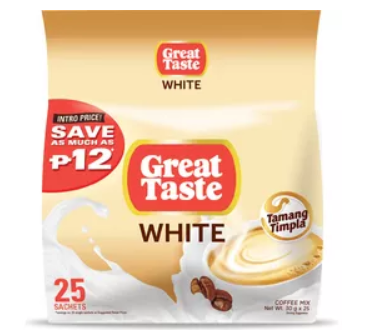 Great
Taste
WHITE
INTRO PRICE!
SAVE
AS MUCH AS
₱12*
Great
Taste
WHITE
Tamang
Timpla
25
SACHETS
COFFEE MIX
Net Wt. 30 g x 25